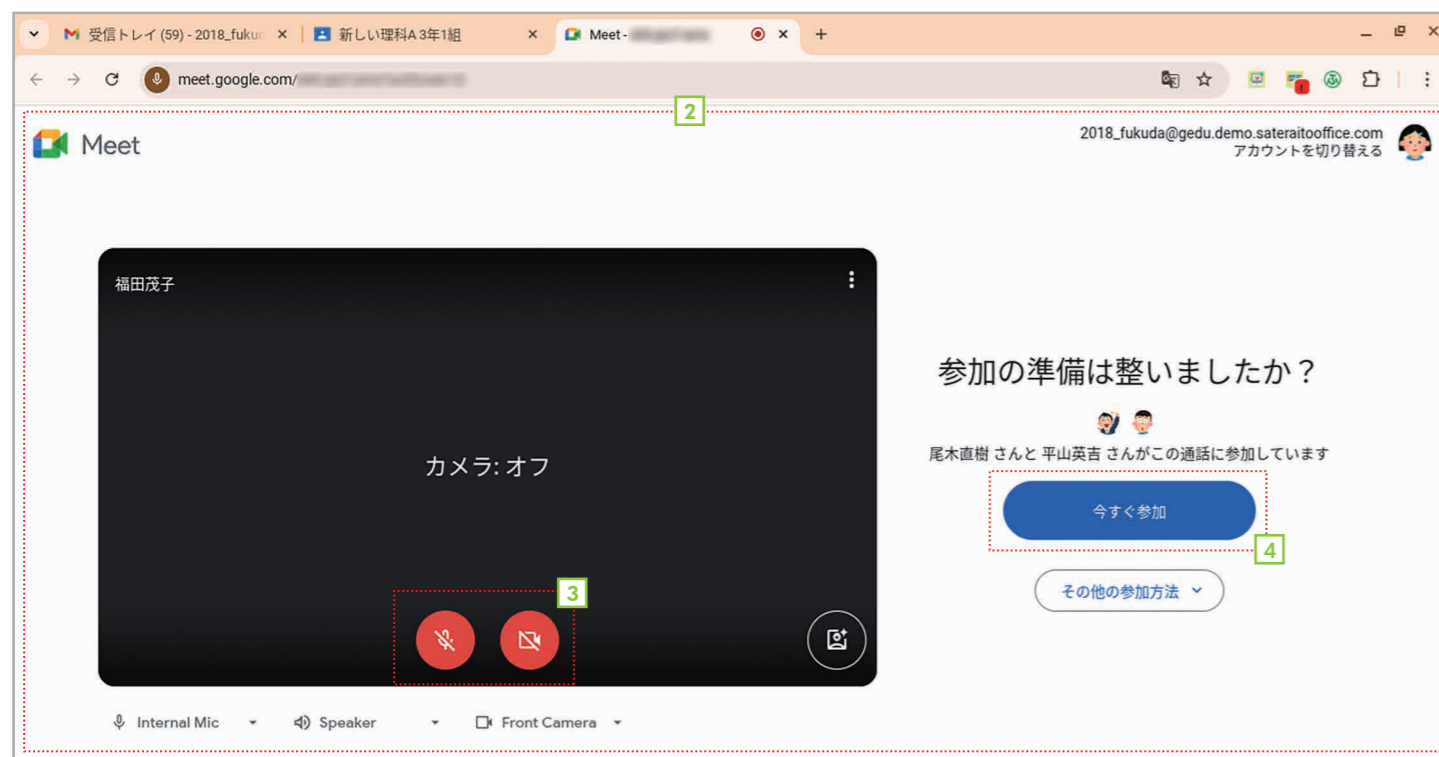 受信トレイ (59) - 2018_fuku
新しい理科A 3年1組
Meet -
meet.google.com/
2
Meet
2018_fukuda@gedu.demo.sateraitooffice.com
アカウントを切り替える
福田茂子
カメラ: オフ
3
参加の準備は整いましたか？
尾木直樹 さんと 平山英吉 さんがこの通話に参加しています
今すぐ参加
4
その他の参加方法
Internal Mic
Speaker
Front Camera